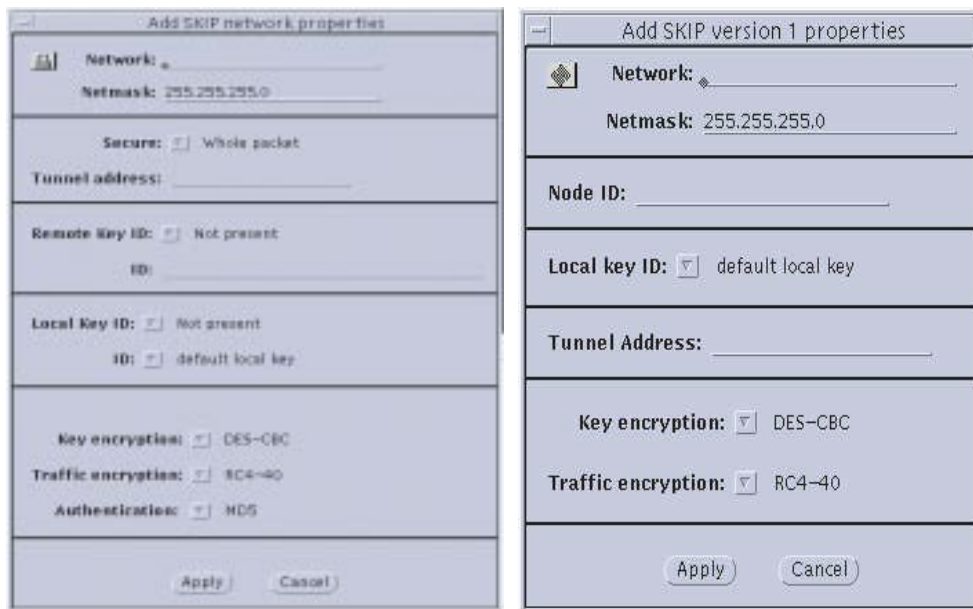 Add SKIP network properties
Network:
Netmask: 255.255.255.0
Secure: Whole packet
Tunnel address:
Remote Key ID: Not present
ID:
Local Key ID: Not present
ID: default local key
Key encryption: DES-CBC
Traffic encryption: RC4-40
Authentication: MD5
Apply Cancel
Add SKIP version 1 properties
Network:
Netmask: 255.255.255.0
Node ID:
Local key ID: default local key
Tunnel Address:
Key encryption: DES-CBC
Traffic encryption: RC4-40
Apply Cancel